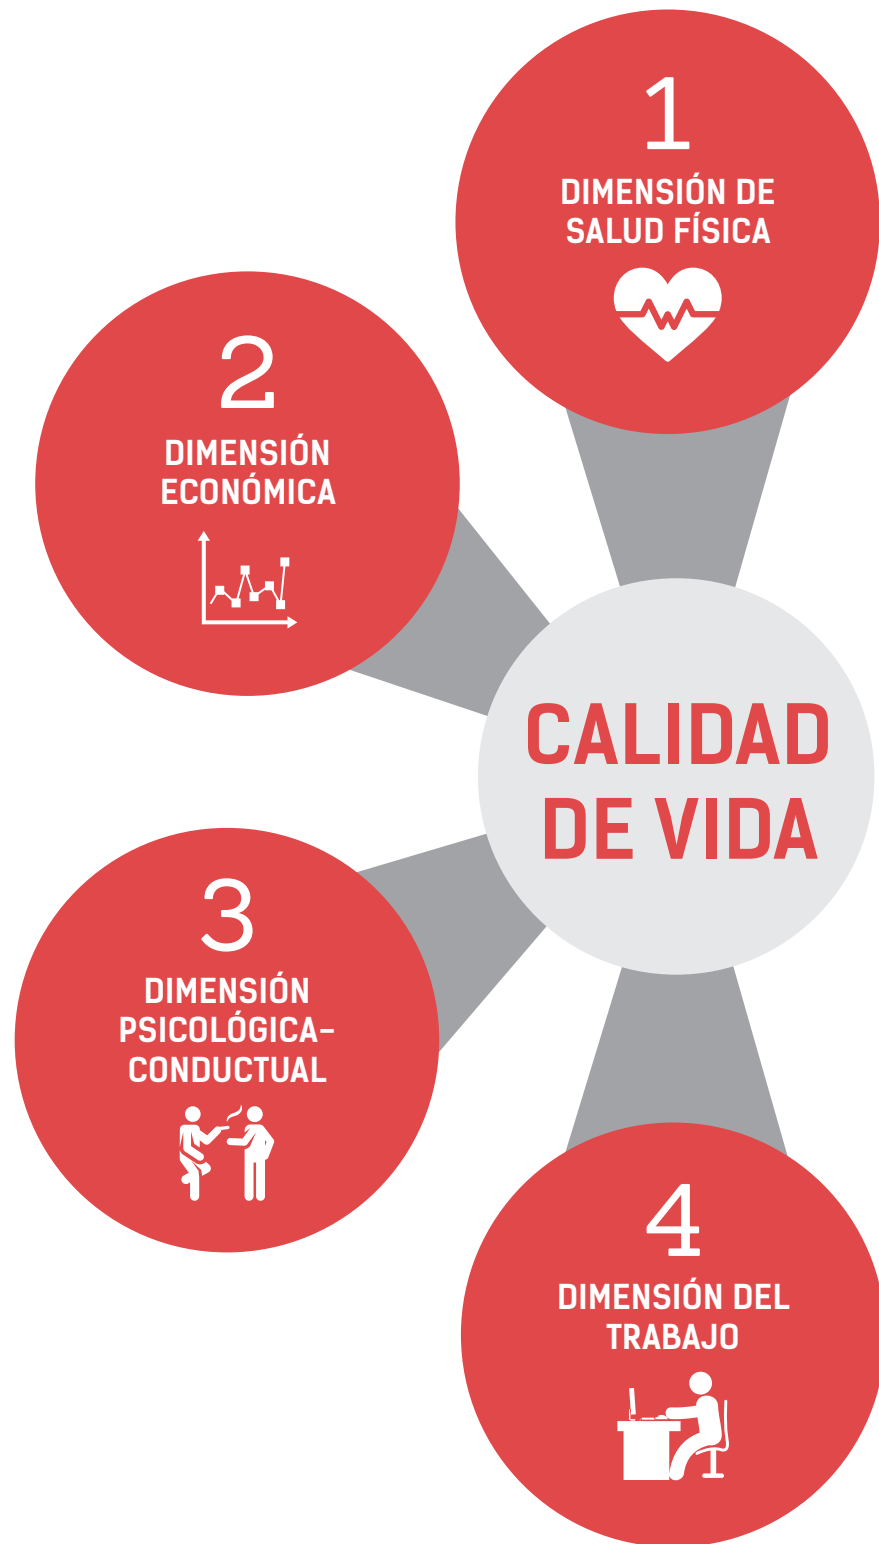 1
DIMENSIÓN DE
SALUD FÍSICA
2
DIMENSIÓN
ECONÓMICA
CALIDAD
DE VIDA
3
DIMENSIÓN
PSICOLÓGICA-
CONDUCTUAL
4
DIMENSIÓN DEL
TRABAJO